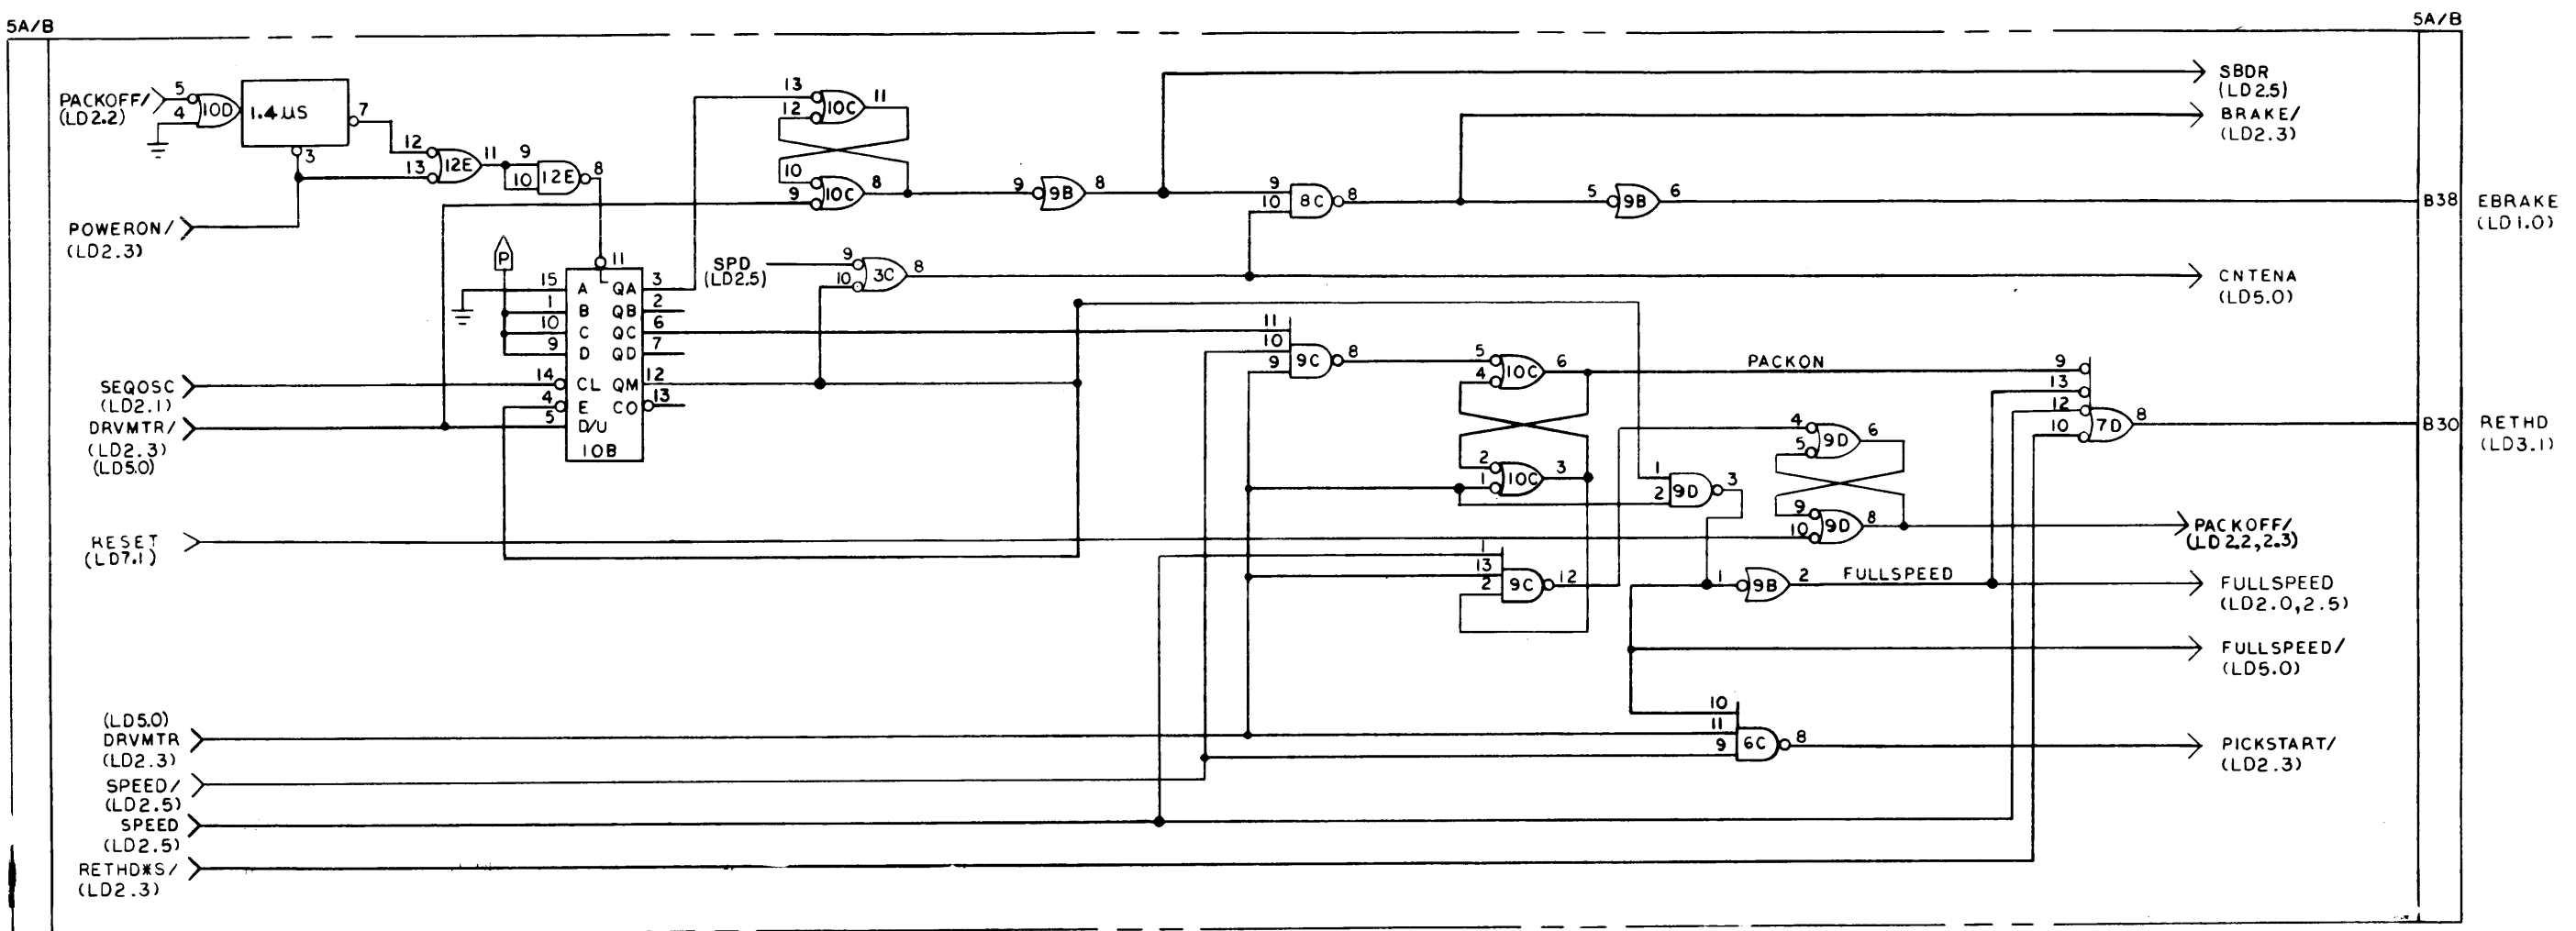 5A/B
5A/B
PACKOFF/
(LD2.2)
5
4
10D
1.4 µS
7
3
12
13
12E
11
9
10
12E
8
POWERON/
(LD2.3)
13
12
10C
11
10
9
10C
8
9
9B
8
9
10
8C
8
5
9B
6
SBDR
(LD2.5)
BRAKE/
(LD2.3)
B38
EBRAKE
(LD1.0)
P
11
L
15 A QA 3
1 B QB 2
10 C QC 6
9 D QD 7
14 CL QM 12
4 E CO 13
5 D/U
10B
SPD
(LD2.5)
9
10
3C
8
CNTENA
(LD5.0)
SEQOSC
(LD2.1)
DRVMTR/
(LD2.3)
(LD5.0)
11
10
9
9C
8
5
4
10C
6
PACKON
9
13
12
10
7D
8
B30
RETHD
(LD3.1)
2
1
10C
3
1
2
9D
3
4
5
9D
6
9
10
9D
8
PACKOFF/
(LD2.2,2.3)
RESET
(LD7.1)
1
13
2
9C
12
1
9B
2
FULLSPEED
FULLSPEED
(LD2.0,2.5)
FULLSPEED/
(LD5.0)
10
11
9
6C
8
PICKSTART/
(LD2.3)
(LD5.0)
DRVMTR
(LD2.3)
SPEED/
(LD2.5)
SPEED
(LD2.5)
RETHD*S/
(LD2.3)